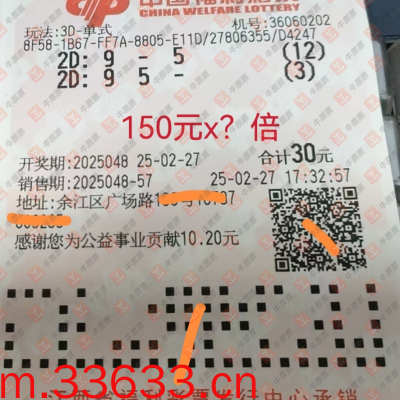 中国福利彩票
CHINA WELFARE LOTTERY
玩法:3D-单式 机号:36060202
8F58-1B67-FF7A-8805-E11D/27806355/D4247
2D: 9 - 5 (12)
2D: 9 5 - (3)
150元x? 倍
开奖期:2025048 25-02-27 合计30元
销售期:2025048-57 25-02-27 17:32:57
地址:余江区广场路
感谢您为公益事业贡献10.20元
m.33633.cn